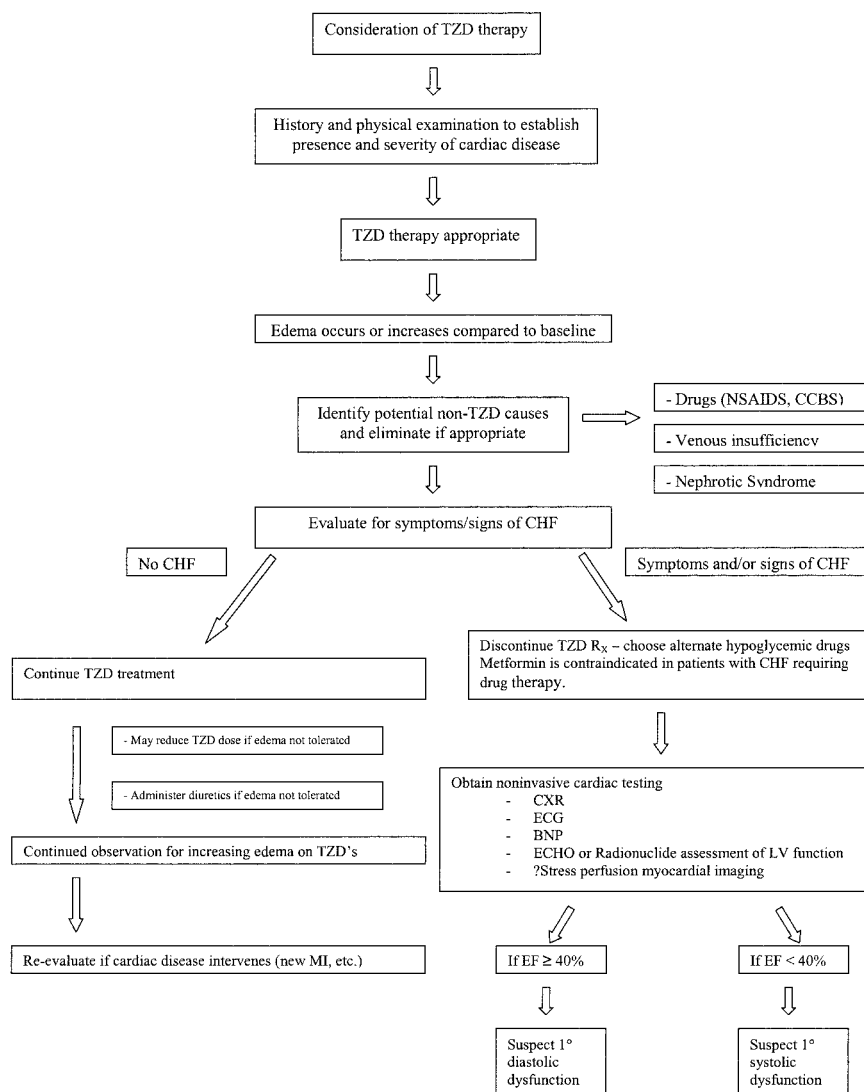 Consideration of TZD therapy
History and physical examination to establish
presence and severity of cardiac disease
TZD therapy appropriate
Edema occurs or increases compared to baseline
Identify potential non-TZD causes
and eliminate if appropriate
- Drugs (NSAIDS, CCBS)
- Venous insufficiency
- Nephrotic Syndrome
Evaluate for symptoms/signs of CHF
No CHF
Symptoms and/or signs of CHF
Continue TZD treatment
- May reduce TZD dose if edema not tolerated
- Administer diuretics if edema not tolerated
Continued observation for increasing edema on TZD's
Re-evaluate if cardiac disease intervenes (new MI, etc.)
Discontinue TZD RX – choose alternate hypoglycemic drugs
Metformin is contraindicated in patients with CHF requiring
drug therapy.
Obtain noninvasive cardiac testing
- CXR
- ECG
- BNP
- ECHO or Radionuclide assessment of LV function
- ?Stress perfusion myocardial imaging
If EF ≥ 40%
If EF < 40%
Suspect 1°
diastolic
dysfunction
Suspect 1°
systolic
dysfunction